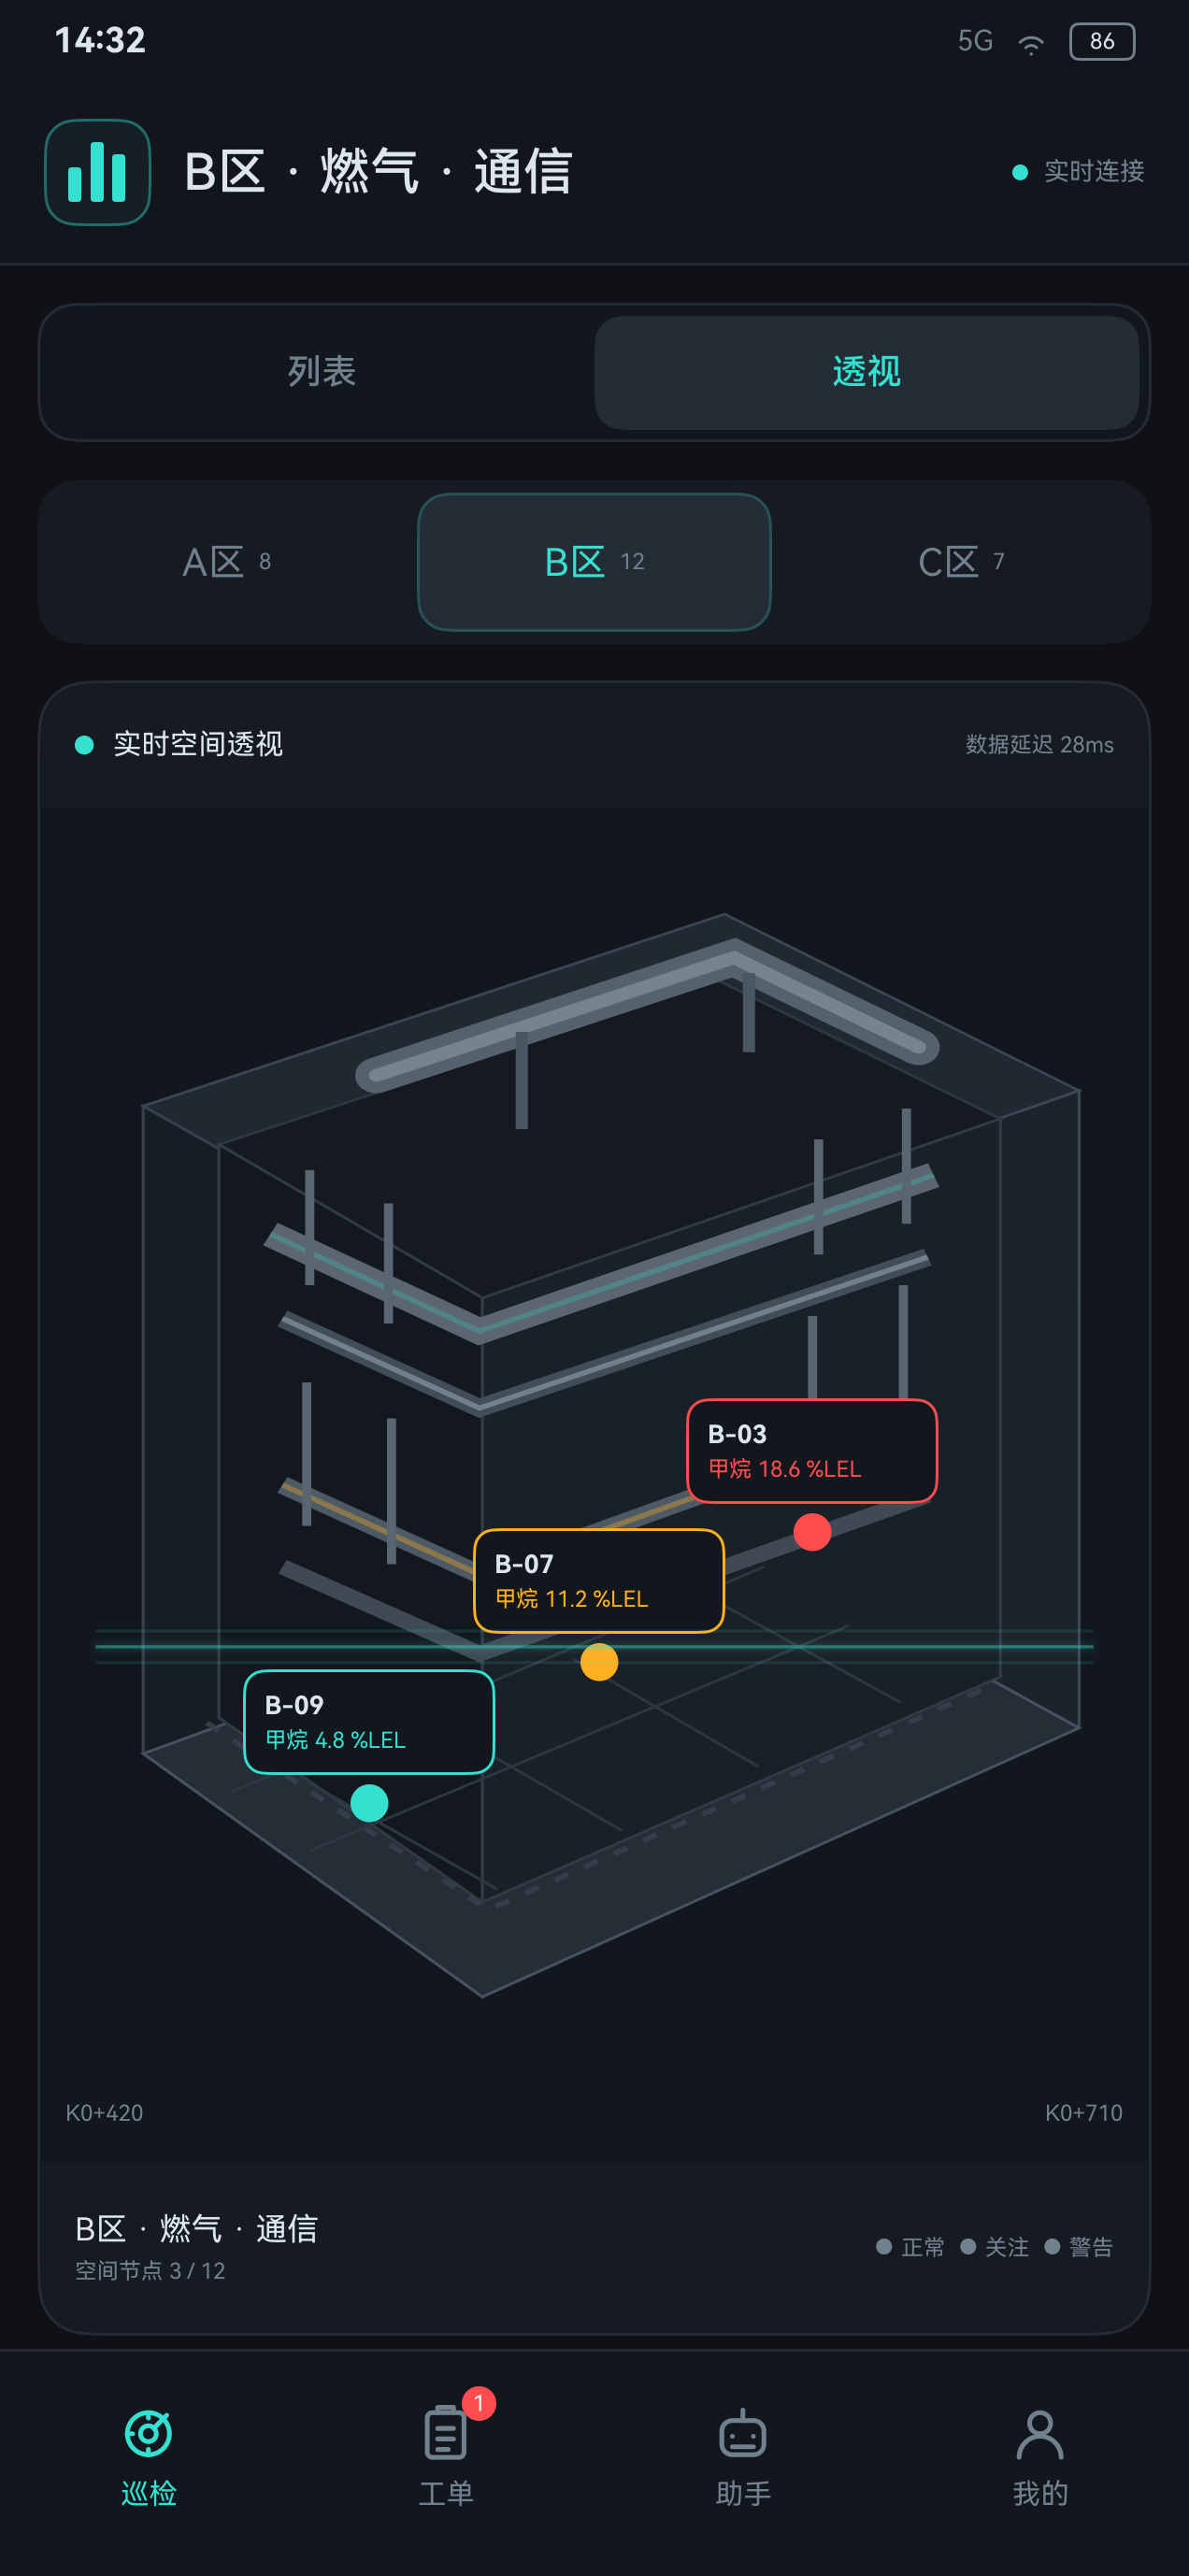 14:32
5G
86
B区 · 燃气 · 通信
实时连接
列表
透视
A区 8
B区 12
C区 7
实时空间透视
数据延迟 28ms
B-03
甲烷 18.6 %LEL
B-07
甲烷 11.2 %LEL
B-09
甲烷 4.8 %LEL
K0+420
K0+710
B区 · 燃气 · 通信
空间节点 3 / 12
正常 关注 警告
1
巡检
工单
助手
我的